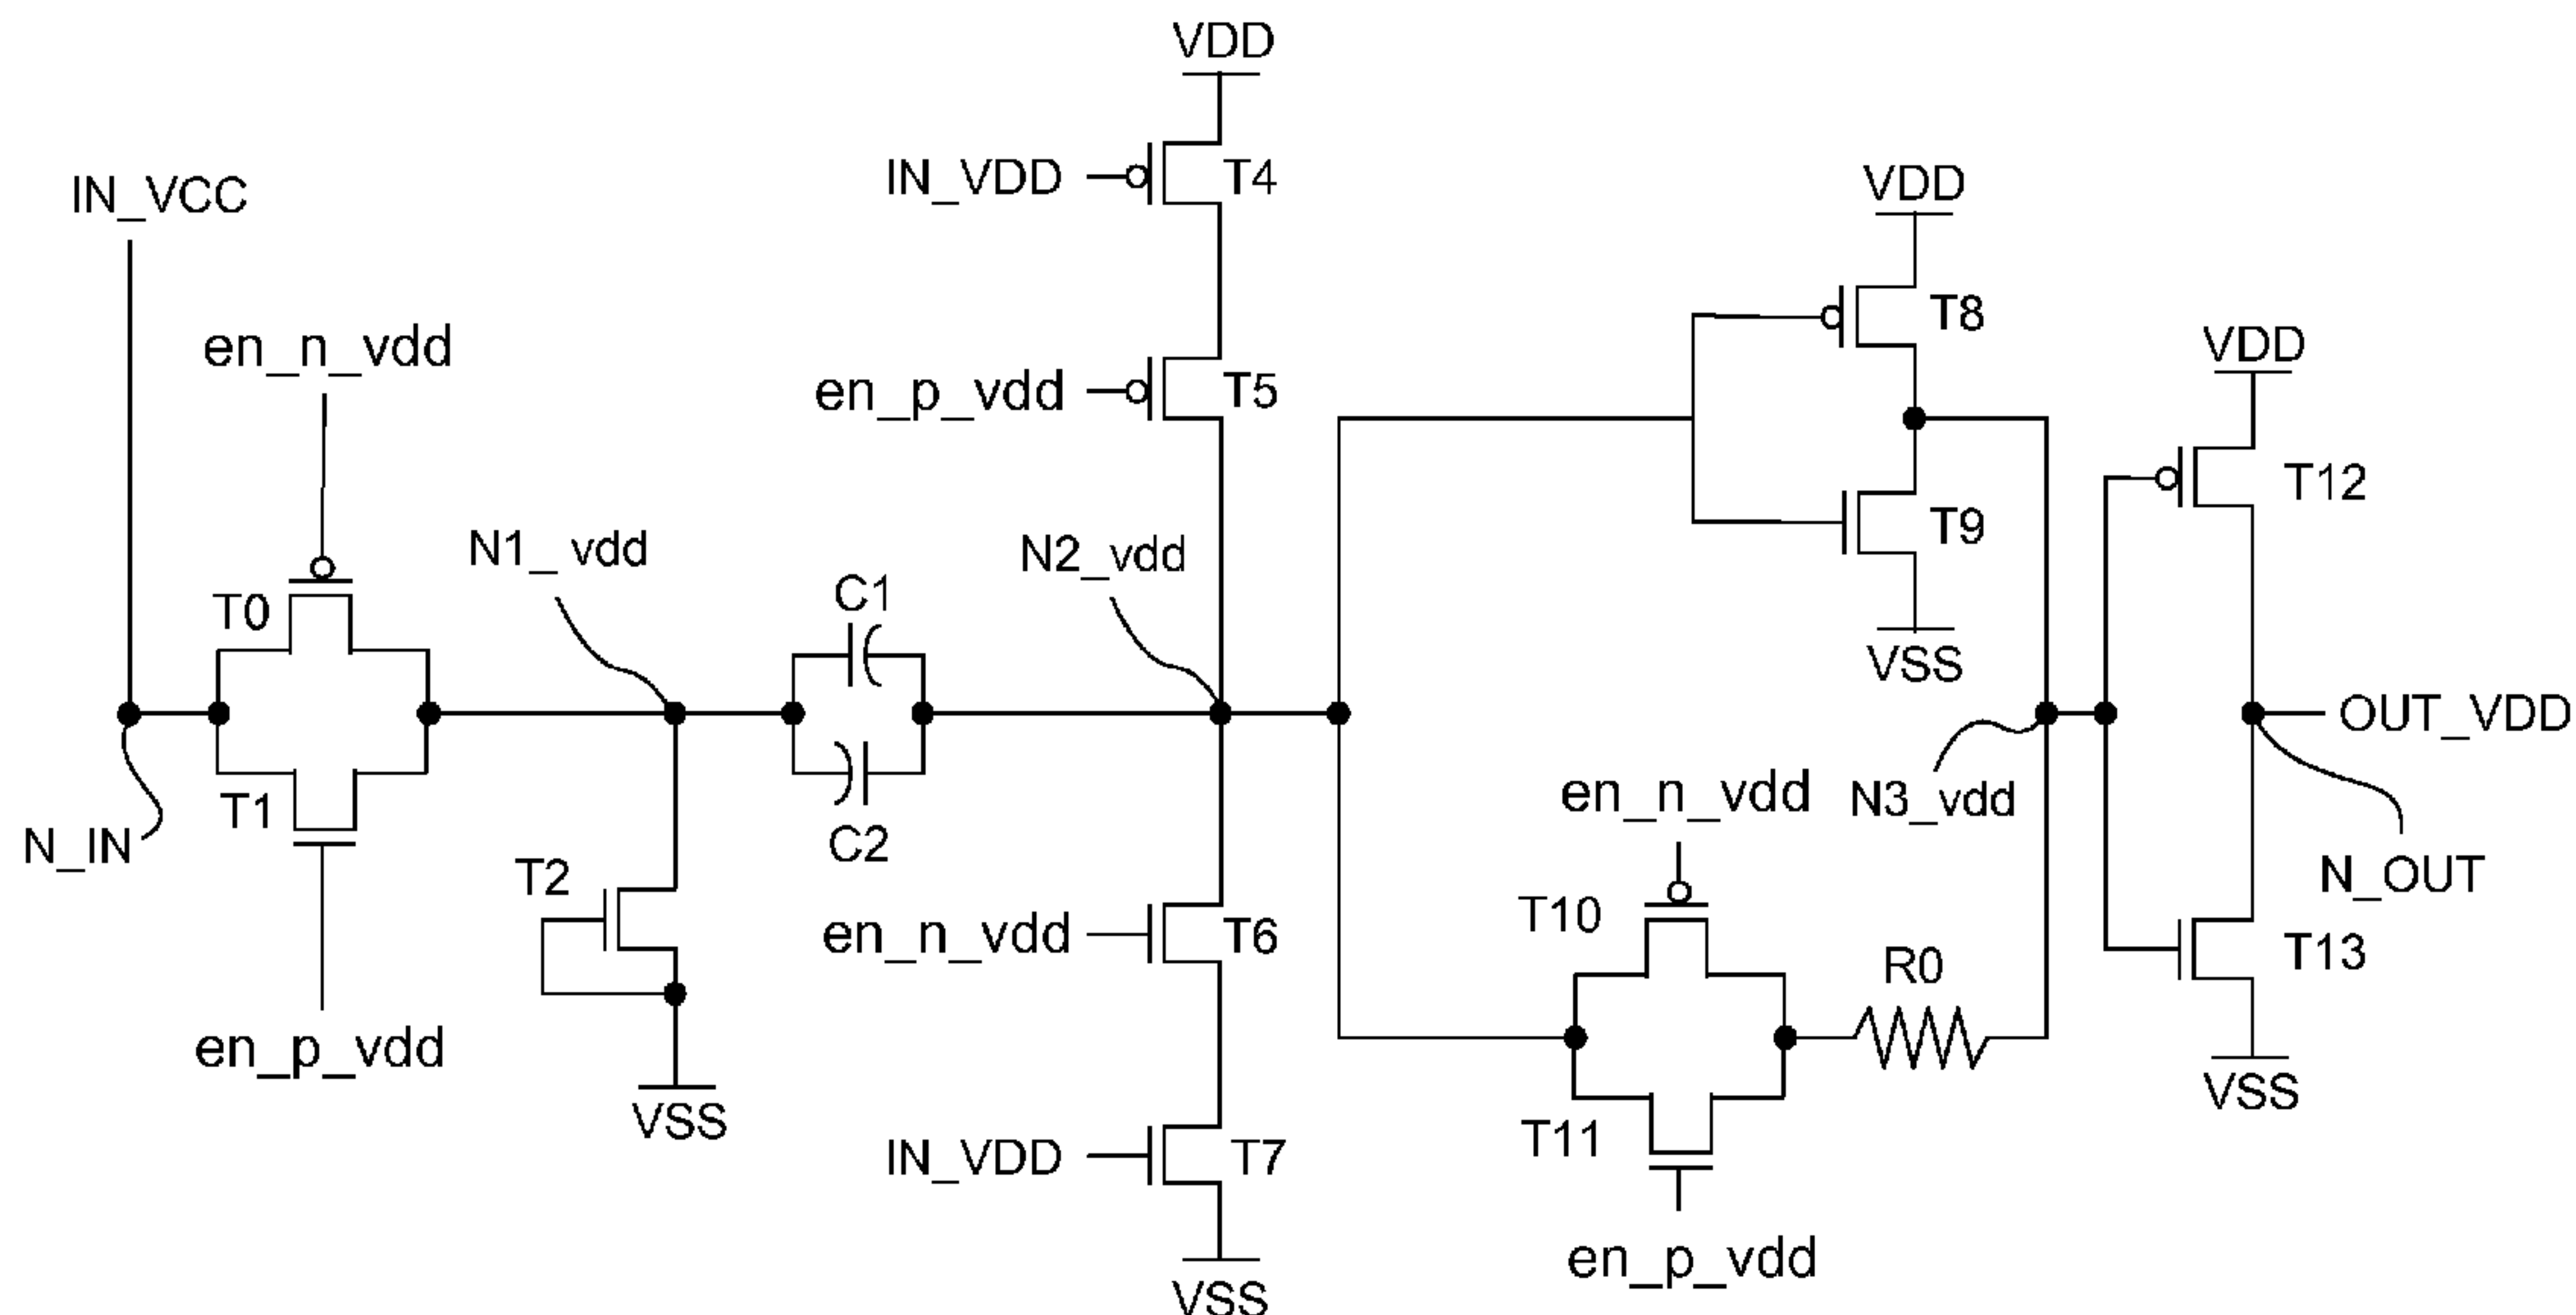 VDD
IN_VDD
T4
IN_VCC
VDD
T8
en_n_vdd
VDD
en_p_vdd
T5
T12
N1_ vdd
N2_vdd
T9
C1
T0
VSS
OUT_VDD
T1
en_n_vdd
N3_vdd
N_IN
C2
N_OUT
T2
en_n_vdd
T6
T10
T13
R0
en_p_vdd
VSS
T11
VSS
IN_VDD
T7
en_p_vdd
VSS